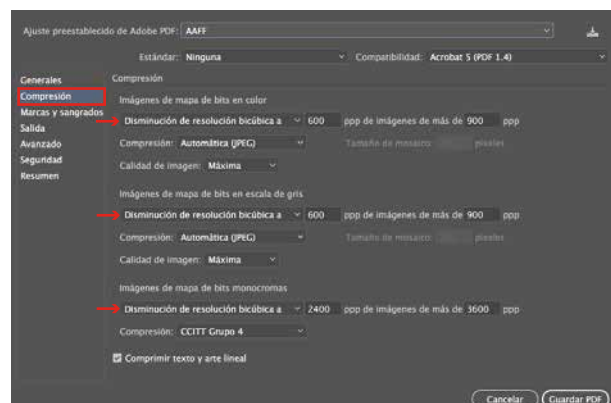 Ajuste preestablecido de Adobe PDF: AAFF
Estándar: Ninguna Compatibilidad: Acrobat 5 (PDF 1.4)
Generales
Compresión
Marcas y sangrados
Salida
Avanzado
Seguridad
Resumen
Compresión
Imágenes de mapa de bits en color
Disminución de resolución bicúbica a 600 ppp de imágenes de más de 900 ppp
Compresión: Automática (JPEG) Tamaño de mosaico: píxeles
Calidad de imagen: Máxima
Imágenes de mapa de bits en escala de gris
Disminución de resolución bicúbica a 600 ppp de imágenes de más de 900 ppp
Compresión: Automática (JPEG) Tamaño de mosaico: píxeles
Calidad de imagen: Máxima
Imágenes de mapa de bits monocromas
Disminución de resolución bicúbica a 2400 ppp de imágenes de más de 3600 ppp
Compresión: CCITT Grupo 4
Comprimir texto y arte lineal
Cancelar Guardar PDF